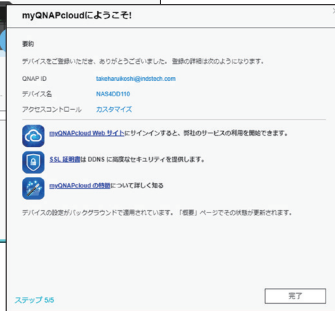 myQNAPcloudにようこそ!
要約
デバイスをご登録いただき、ありがとうございました。 登録の詳細は次のようになります。
QNAP ID takeharuikoshi@indstech.com
デバイス名 NAS4DD110
アクセスコントロール カスタマイズ
myQNAPcloud Web サイトにサインインすると、弊社のサービスの利用を開始できます。
SSL 証明書は DDNS に高度なセキュリティを提供します。
myQNAPcloud の特徴について詳しく知る
デバイスの設定がバックグラウンドで適用されています。「概要」ページでその状態が更新されます。
ステップ 5/5
完了